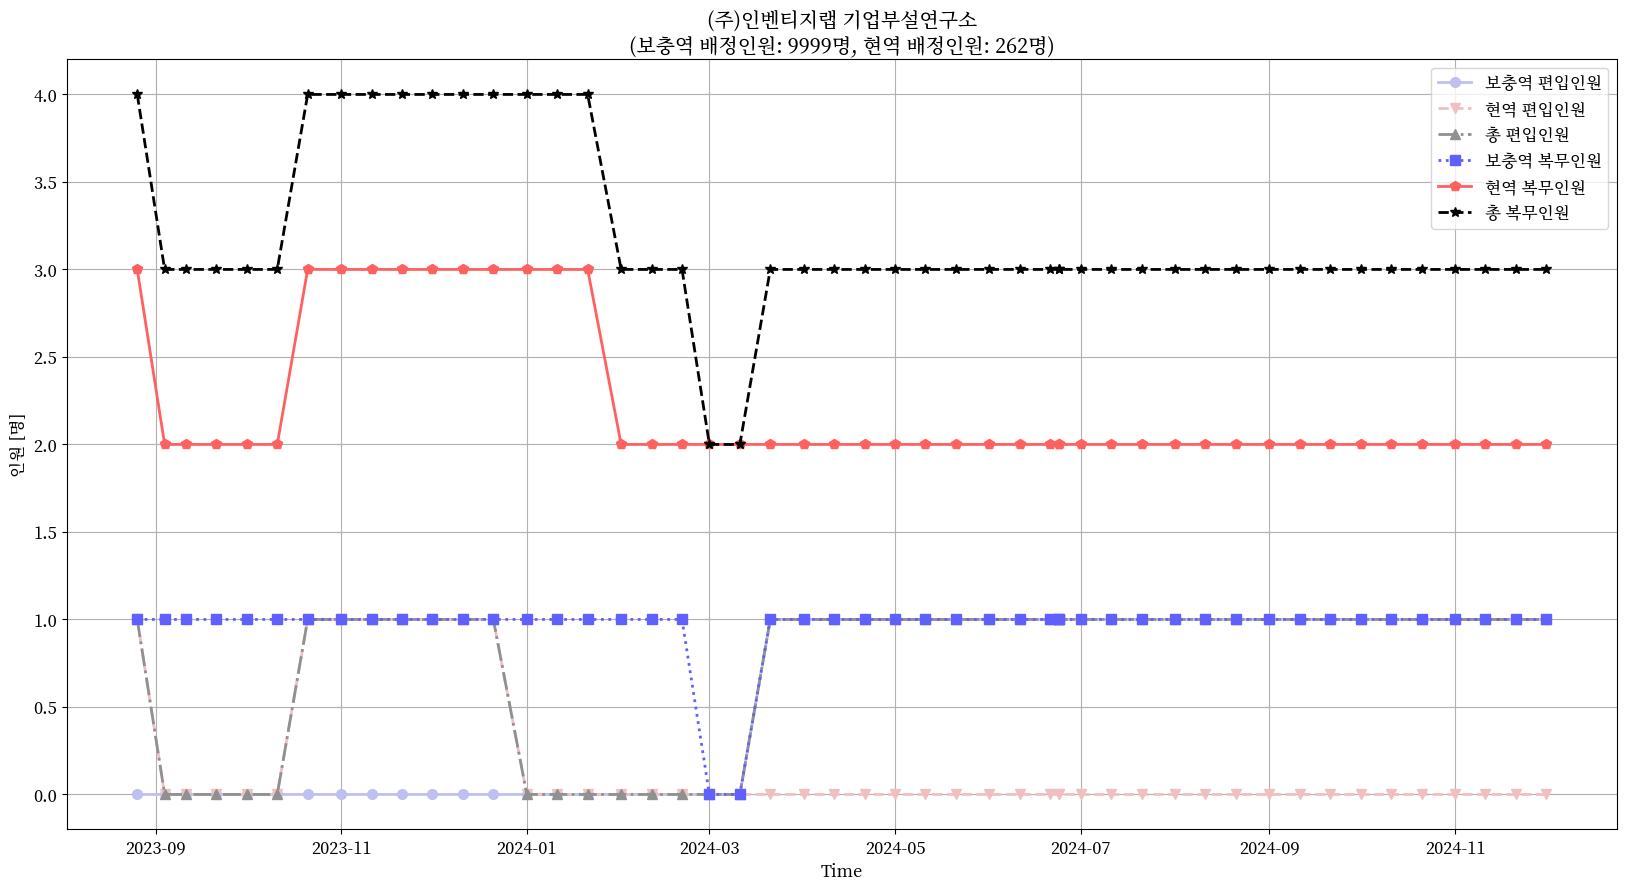 (주)인벤티지랩 기업부설연구소
(보충역 배정인원: 9999명, 현역 배정인원: 262명)
보충역 편입인원
현역 편입인원
총 편입인원
보충역 복무인원
현역 복무인원
총 복무인원
인원 [명]
4.0
3.5
3.0
2.5
2.0
1.5
1.0
0.5
0.0
2023-09
2023-11
2024-01
2024-03
2024-05
2024-07
2024-09
2024-11
Time